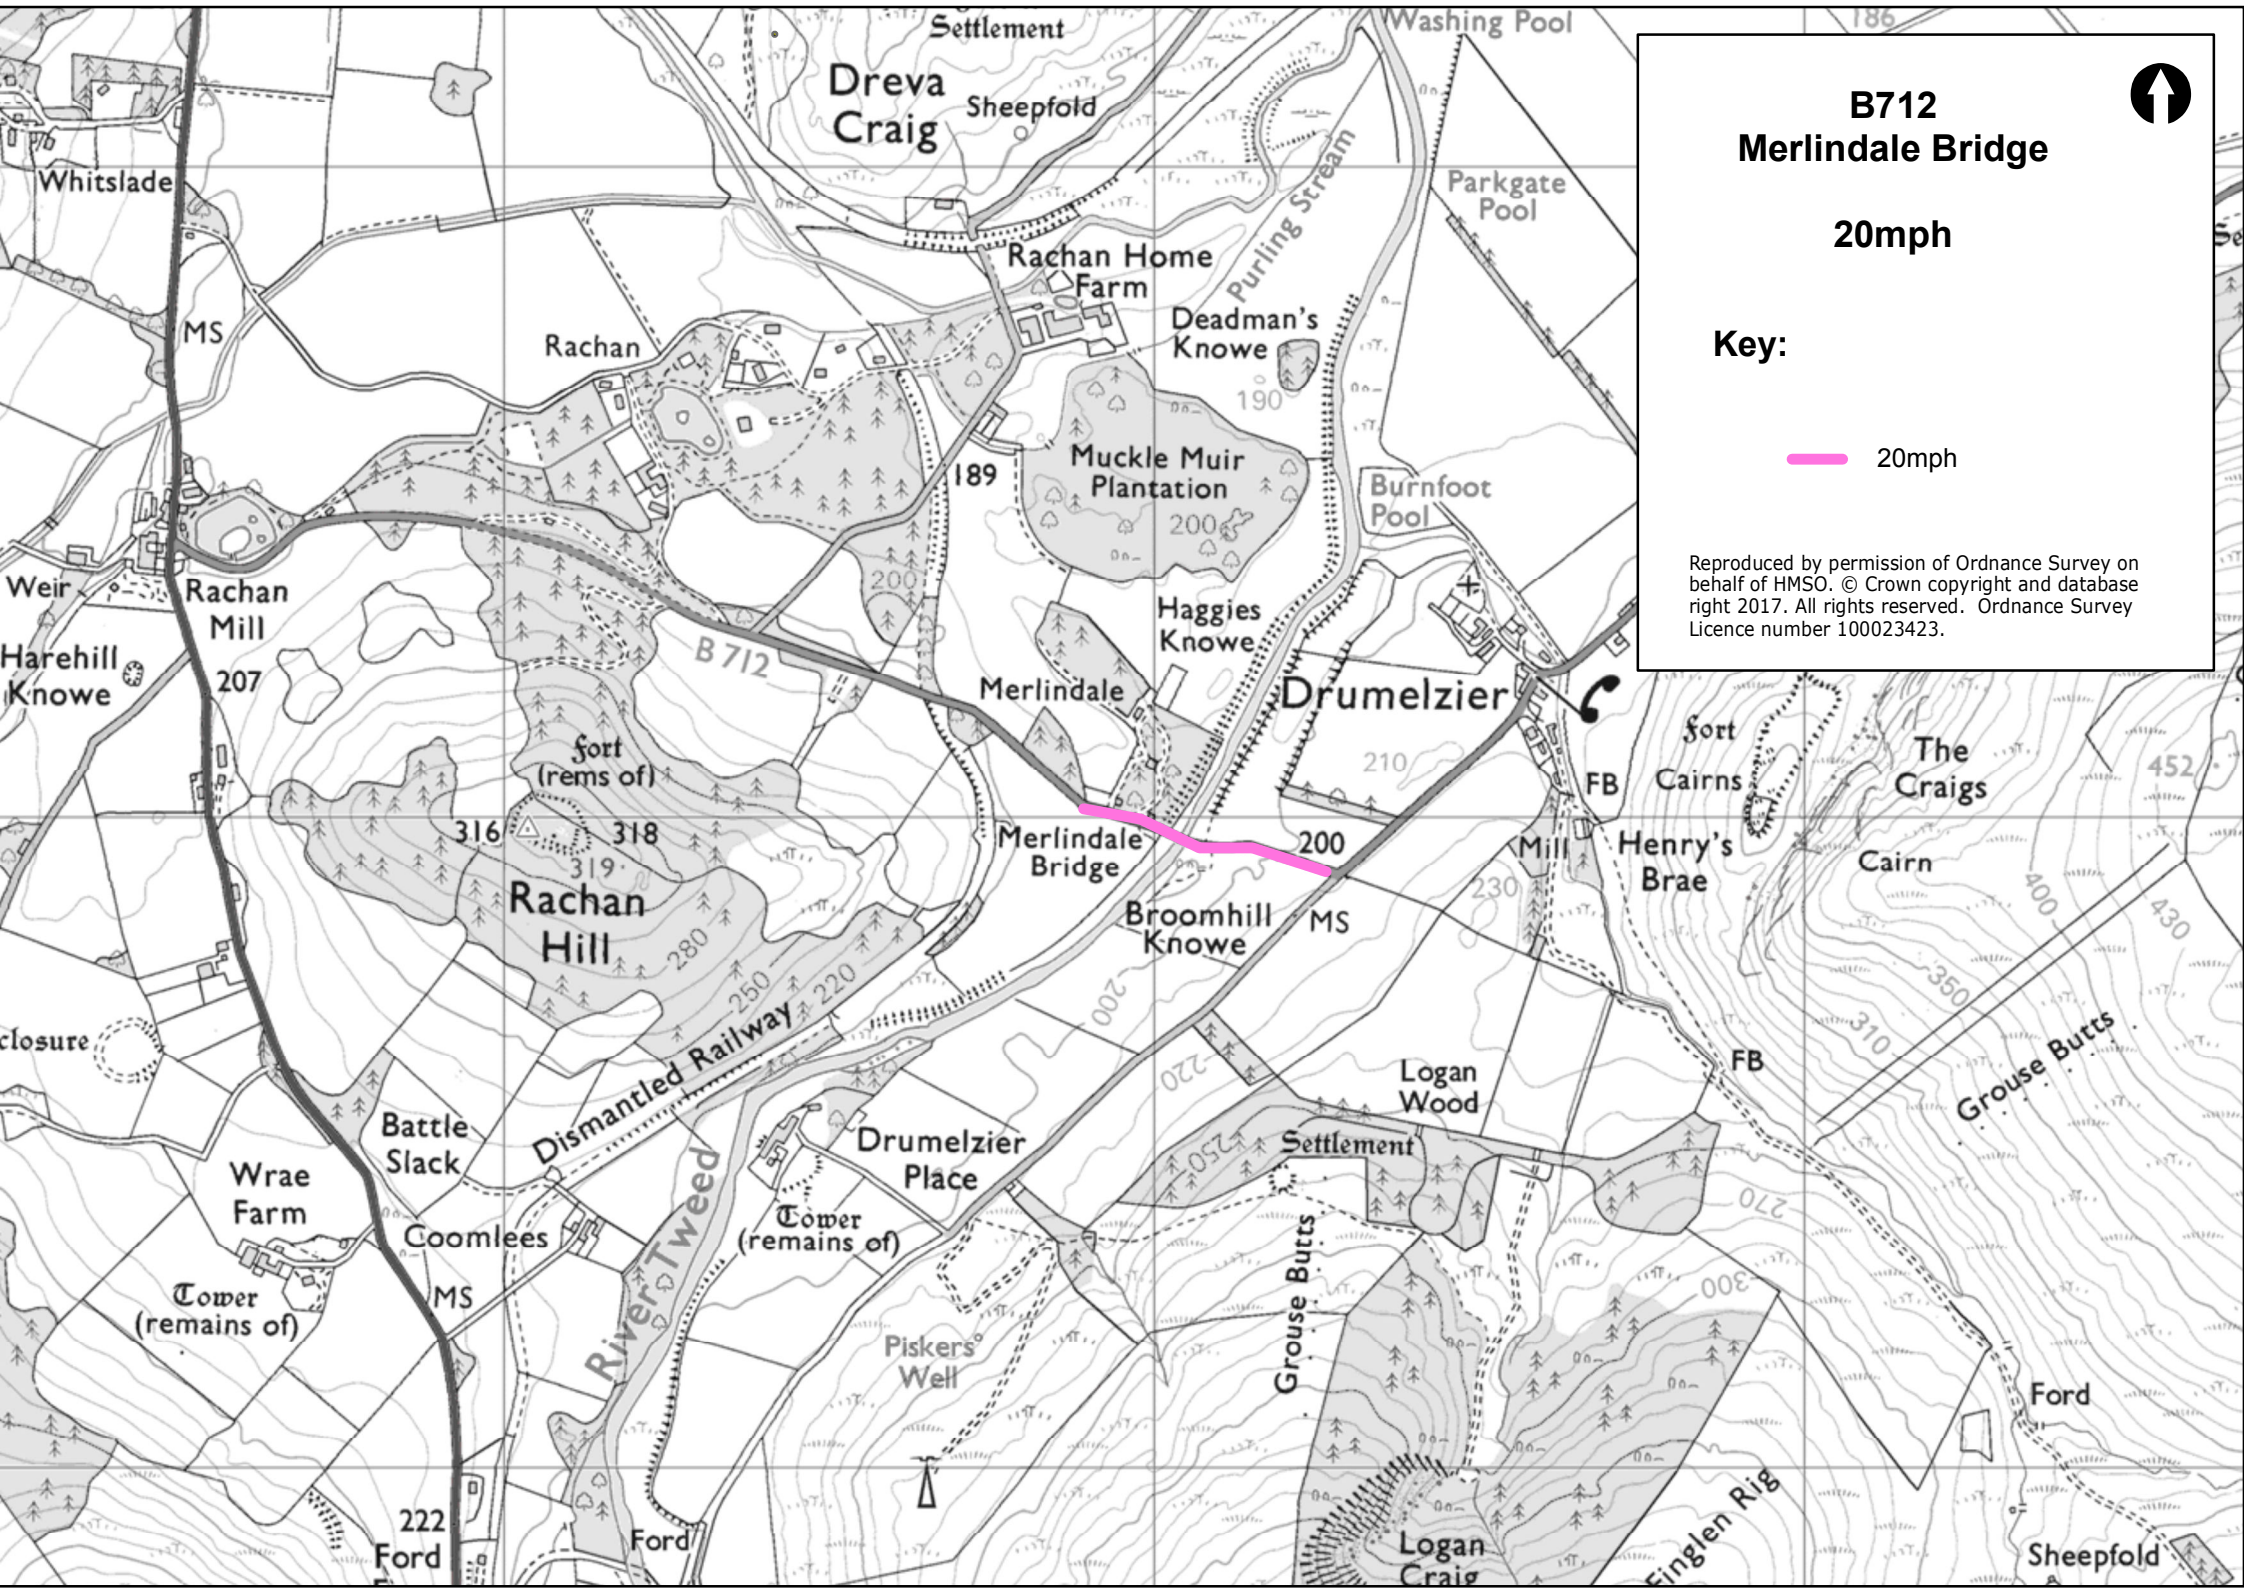 Settlement
Washing Pool
186
Dreva
Craig
Sheepfold
B712
Merlindale Bridge
20mph
Key:
20mph
Reproduced by permission of Ordnance Survey on
behalf of HMSO. © Crown copyright and database
right 2017. All rights reserved. Ordnance Survey
Licence number 100023423.
Whitslade
Parkgate
Pool
Purling Stream
Se
Rachan Home
Farm
MS
Rachan
Deadman's
Knowe
190
189
Muckle Muir
Plantation
200
Burnfoot
Pool
Weir
Rachan
Mill
200
Haggies
Knowe
Harehill
Knowe
207
B 712
Merlindale
Drumelzier
fort
(rems of)
210
FB
fort
Cairns
The
Craigs
452
316
318
319
Merlindale
Bridge
200
Mill
Henry's
Brae
Cairn
Rachan
Hill
230
400
430
Broomhill
Knowe
MS
280
250
220
200
350
310
closure
Dismantled Railway
220
FB
Grouse Butts
Logan
Wood
Battle
Slack
Drumelzier
Place
250
Settlement
Wrae
Farm
270
Coomlees
River Tweed
Tower
(remains of)
Grouse Butts
Tower
(remains of)
MS
300
Piskers'
Well
Ford
222
Ford
Ford
Logan
Craig
Finglen Rig
Sheepfold